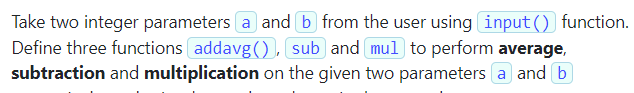 Take two integer parameters a and b from the user using input() function.
Define three functions addavg(), sub and mul to perform average,
subtraction and multiplication on the given two parameters a and b